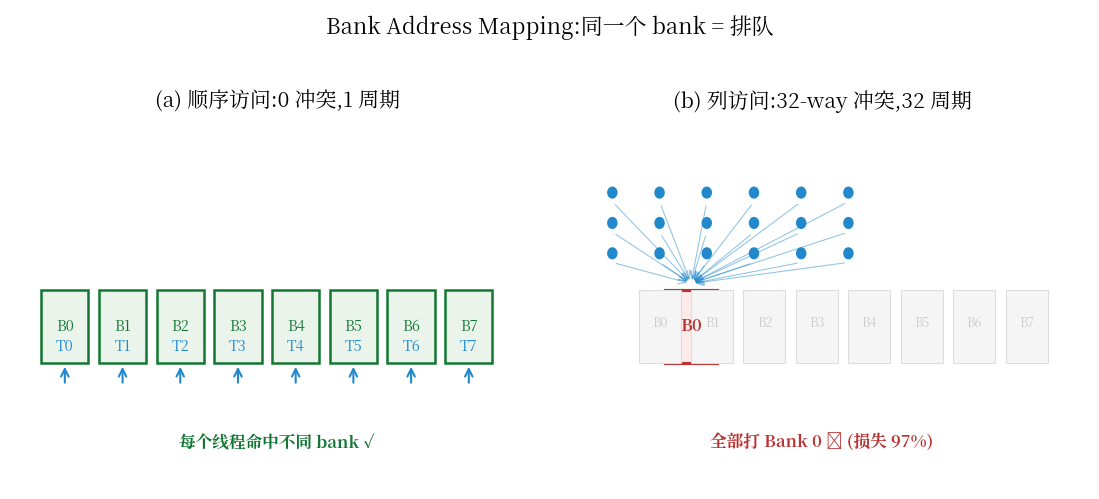 Bank Address Mapping:同一个 bank = 排队
(a) 顺序访问:0 冲突,1 周期
(b) 列访问:32-way 冲突,32 周期
B0 B1 B2 B3 B4 B5 B6 B7
T0 T1 T2 T3 T4 T5 T6 T7
B0 B0 B1 B2 B3 B4 B5 B6 B7
每个线程命中不同 bank ✓
全部打 Bank 0 (损失 97%)